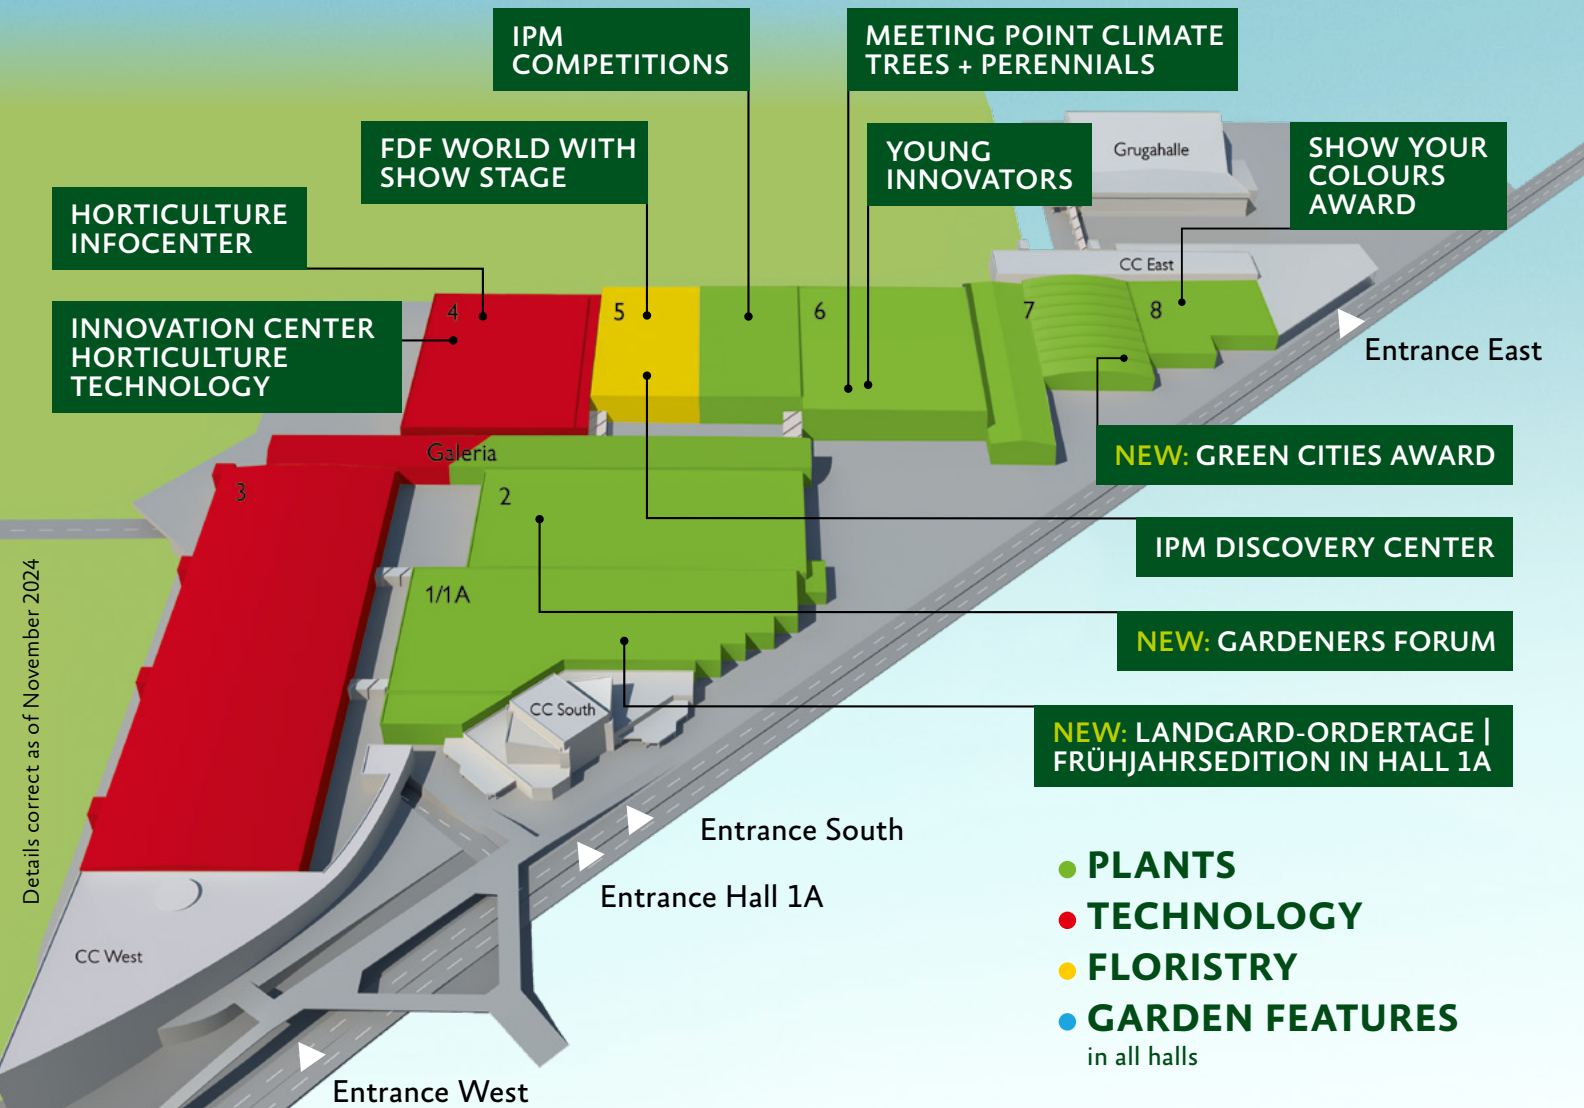 IPM
COMPETITIONS
MEETING POINT CLIMATE
TREES + PERENNIALS
FDF WORLD WITH
SHOW STAGE
YOUNG
INNOVATORS
Grugahalle
SHOW YOUR
COLOURS
AWARD
HORTICULTURE
INFOCENTER
CC East
INNOVATION CENTER
HORTICULTURE
TECHNOLOGY
4
5
6
7
8
Entrance East
Galeria
NEW: GREEN CITIES AWARD
3
2
IPM DISCOVERY CENTER
1/1A
NEW: GARDENERS FORUM
CC South
NEW: LANDGARD-ORDERTAGE |
FRÜHJAHRSEDITION IN HALL 1A
Details correct as of November 2024
Entrance South
Entrance Hall 1A
CC West
Entrance West
PLANTS
TECHNOLOGY
FLORISTRY
GARDEN FEATURES
in all halls